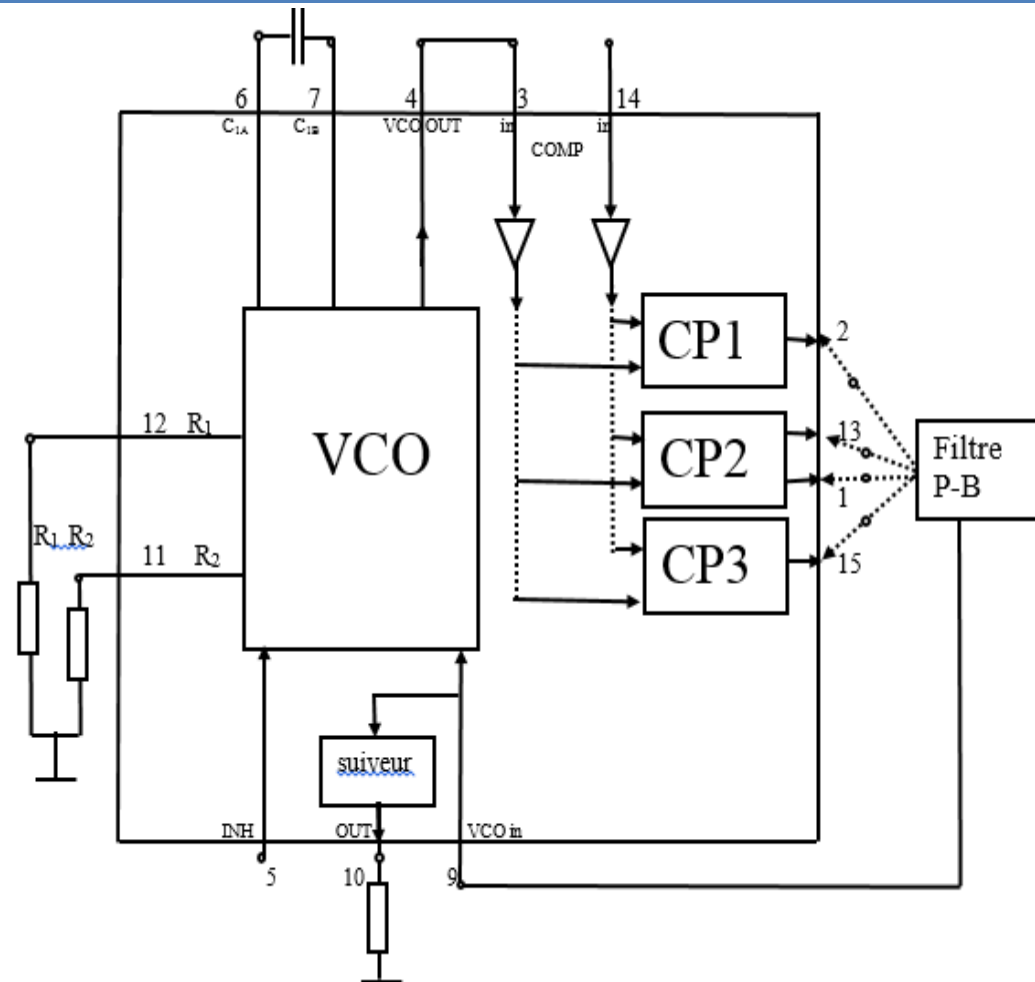 6 7 4 3 14
C1A C1B VCO OUT in in
COMP
CP1
2
12 R1
VCO
CP2
13
Filtre
P-B
1
R1 R2
11 R2
CP3
15
suiveur
INH OUT VCO in
5 10 9